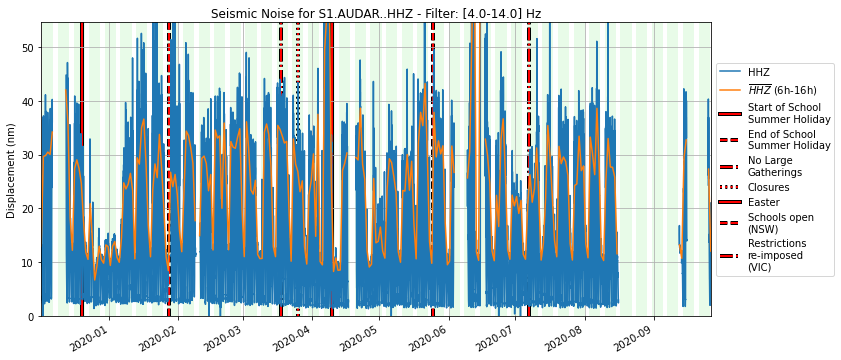 Seismic Noise for S1.AUDAR..HHZ - Filter: [4.0-14.0] Hz
Displacement (nm)
50
40
30
20
10
0
2020-01
2020-02
2020-03
2020-04
2020-05
2020-06
2020-07
2020-08
2020-09
HHZ
HHZ (6h-16h)
Start of School
Summer Holiday
End of School
Summer Holiday
No Large
Gatherings
Closures
Easter
Schools open
(NSW)
Restrictions
re-imposed
(VIC)